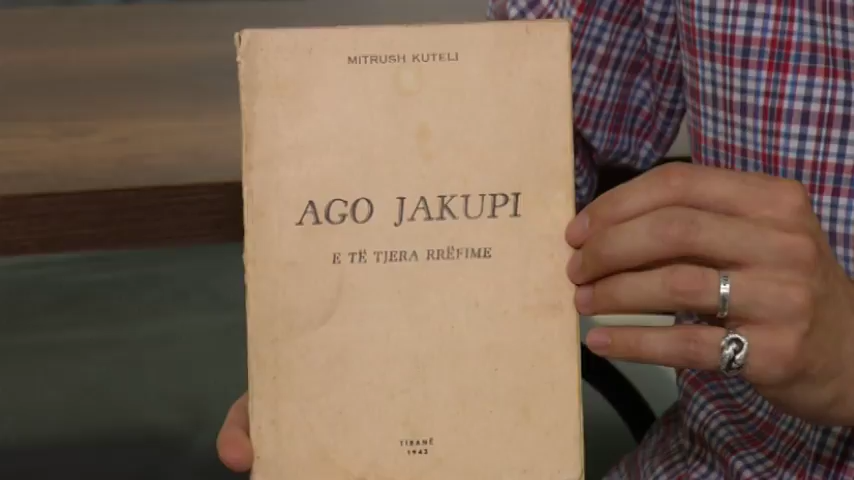 MITRUSH KUTELI
AGO JAKUPI
E TË TJERA RRËFIME
TIRANË
1943